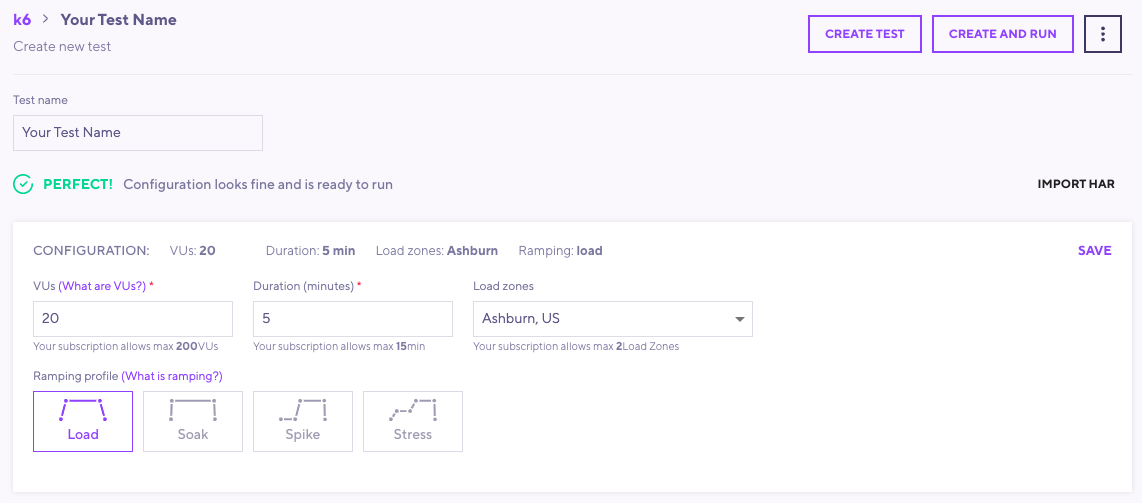 k6 > Your Test Name
Create new test
CREATE TEST
CREATE AND RUN
Test name
Your Test Name
PERFECT! Configuration looks fine and is ready to run
IMPORT HAR
CONFIGURATION: VUs: 20 Duration: 5 min Load zones: Ashburn Ramping: load
SAVE
VUs (What are VUs?) * Duration (minutes) * Load zones
20 5 Ashburn, US
Your subscription allows max 200VUs Your subscription allows max 15min Your subscription allows max 2Load Zones
Ramping profile (What is ramping?)
Load Soak Spike Stress